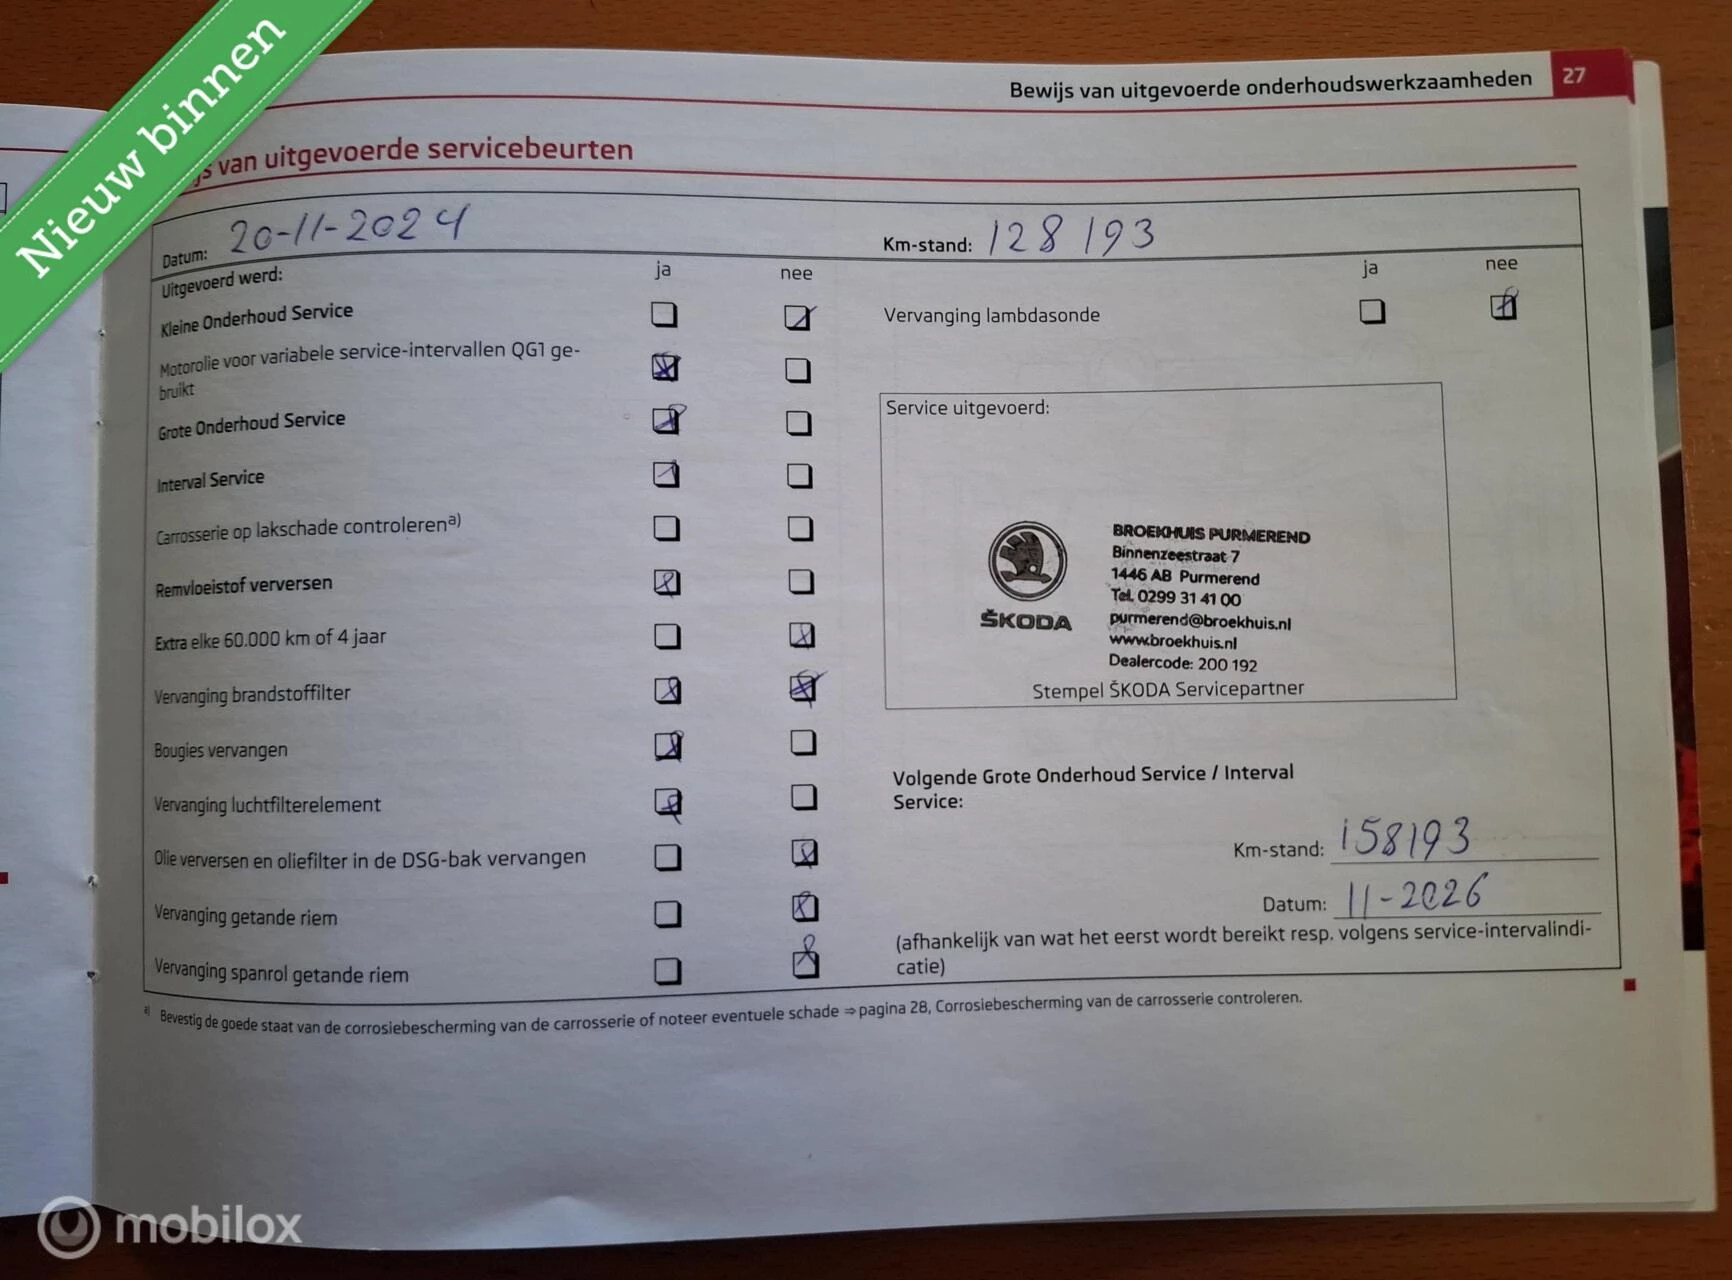 Nieuw binnen
Bewijs van uitgevoerde onderhoudswerkzaamheden 27
van uitgevoerde servicebeurten
Datum: 20-11-2024
Km-stand: 128193
Uitgevoerd werd:
ja nee
ja nee
Kleine Onderhoud Service
Vervanging lambdasonde
Motorolie voor variabele service-intervallen QG1 ge-
bruikt
Grote Onderhoud Service
Interval Service
Carrosserie op lakschade controleren a)
Remvloeistof verversen
Extra elke 60.000 km of 4 jaar
Vervanging brandstoffilter
Bougies vervangen
Vervanging luchtfilterelement
Olie verversen en oliefilter in de DSG-bak vervangen
Vervanging getande riem
Vervanging spanrol getande riem
Service uitgevoerd:
ŠKODA
BROEKHUIS PURMEREND
Binnenzeestraat 7
1446 AB Purmerend
Tel. 0299 31 41 00
purmerend@broekhuis.nl
www.broekhuis.nl
Dealercode: 200 192
Stempel ŠKODA Servicepartner
Volgende Grote Onderhoud Service / Interval
Service:
Km-stand: 158193
Datum: 11-2026
(afhankelijk van wat het eerst wordt bereikt resp. volgens service-intervalindi-
catie)
a) Bevestig de goede staat van de corrosiebescherming van de carrosserie of noteer eventuele schade ⇒ pagina 28, Corrosiebescherming van de carrosserie controleren.
mobilox